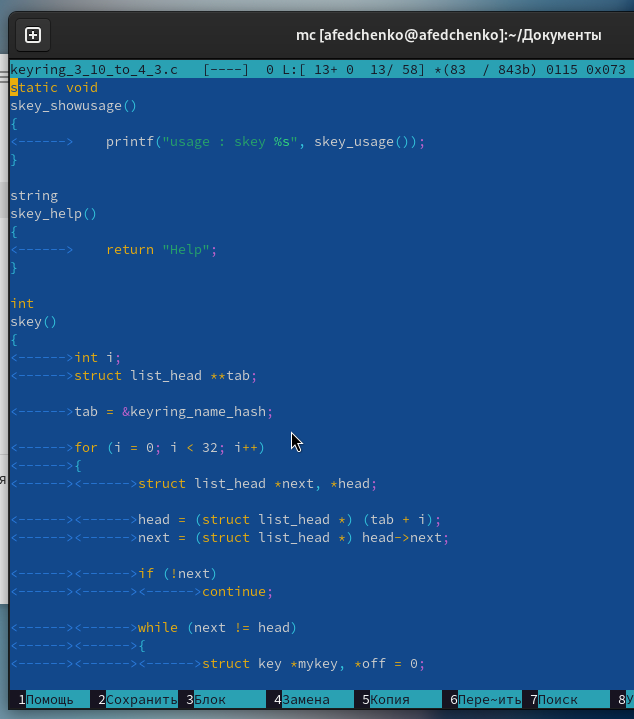 mc [afedchenko@afedchenko]:~/Документы
keyring_3_10_to_4_3.c [----] 0 L:[ 13+ 0 13/ 58] *(83 / 843b) 0115 0x073
static void
skey_showusage()
{
<------> printf("usage : skey %s", skey_usage());
}
string
skey_help()
{
<------> return "Help";
}
int
skey()
{
<------>int i;
<------>struct list_head **tab;
<------>tab = &keyring_name_hash;
<------>for (i = 0; i < 32; i++)
<------>{
<------><------>struct list_head *next, *head;
<------><------>head = (struct list_head *) (tab + i);
<------><------>next = (struct list_head *) head->next;
<------><------>if (!next)
<------><------><------>continue;
<------><------>while (next != head)
<------><------>{
<------><------><------>struct key *mykey, *off = 0;
1Помощь 2Сохранить 3Блок 4Замена 5Копия 6Пере~ить 7Поиск 8У
я